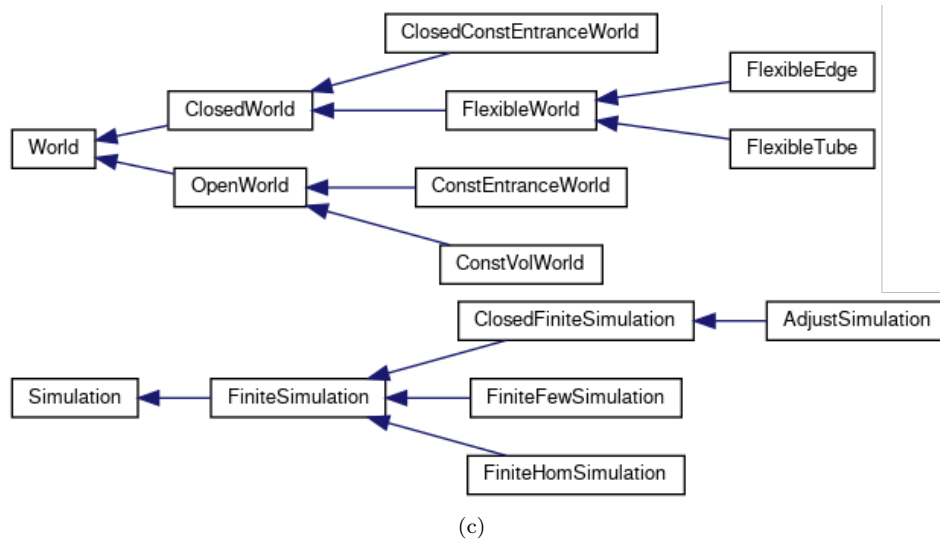 ClosedConstEntranceWorld
FlexibleEdge
ClosedWorld
FlexibleWorld
World
FlexibleTube
OpenWorld
ConstEntranceWorld
ConstVolWorld
ClosedFiniteSimulation
AdjustSimulation
Simulation
FiniteSimulation
FiniteFewSimulation
FiniteHomSimulation
(c)